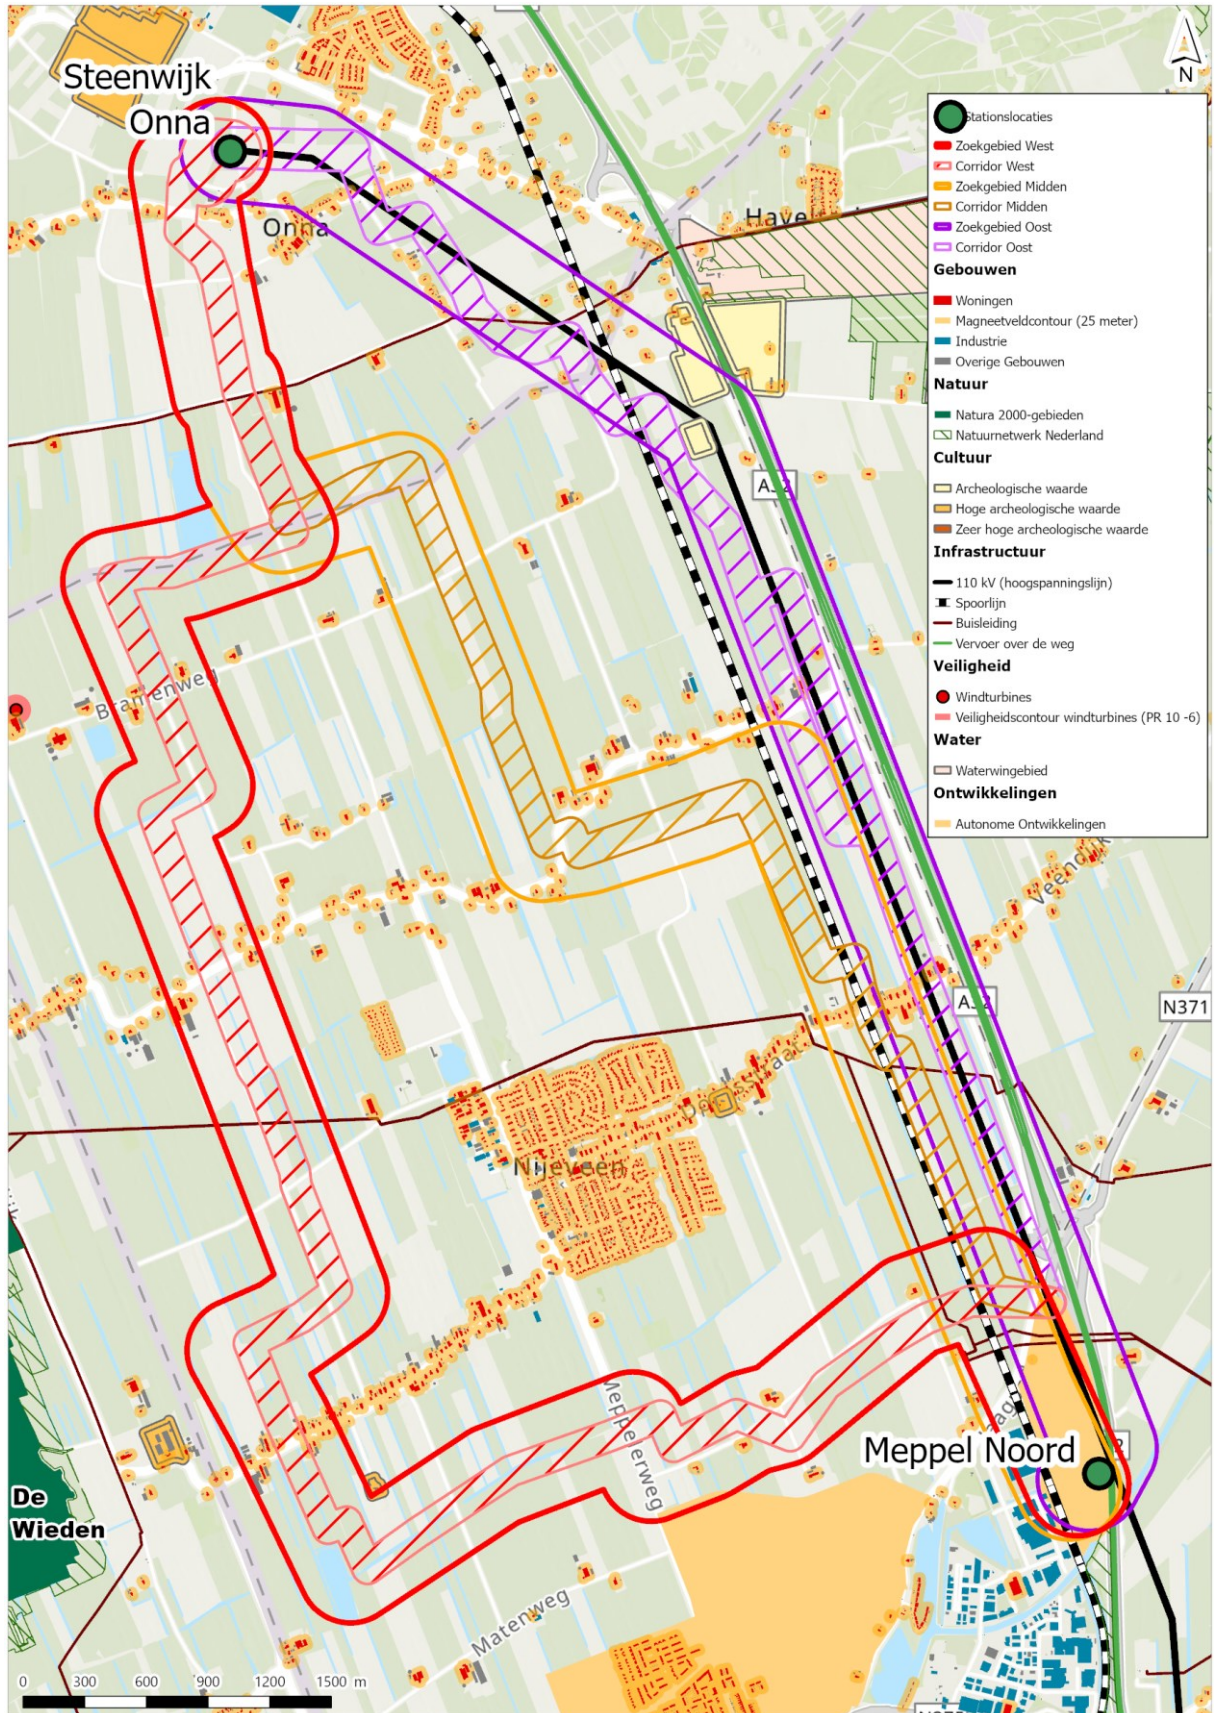 Steenwijk
Onna
N
Onna
Stationslocaties
Zoekgebied West
Corridor West
Zoekgebied Midden
Corridor Midden
Zoekgebied Oost
Corridor Oost
Gebouwen
Woningen
Magneetveldcontour (25 meter)
Industrie
Overige Gebouwen
Natuur
Natura 2000-gebieden
Natuurnetwerk Nederland
Cultuur
Archeologische waarde
Hoge archeologische waarde
Zeer hoge archeologische waarde
Infrastructuur
110 kV (hoogspanningslijn)
Spoorlijn
Buisleiding
Vervoer over de weg
Veiligheid
Windturbines
Veiligheidscontour windturbines (PR 10 -6)
Water
Waterwingebied
Ontwikkelingen
Autonome Ontwikkelingen
A32
Bramenweg
Veendijk
A32
N371
Nijeveen
Meppelerweg
Meppel Noord
De
Wieden
Matenweg
0 300 600 900 1200 1500 m